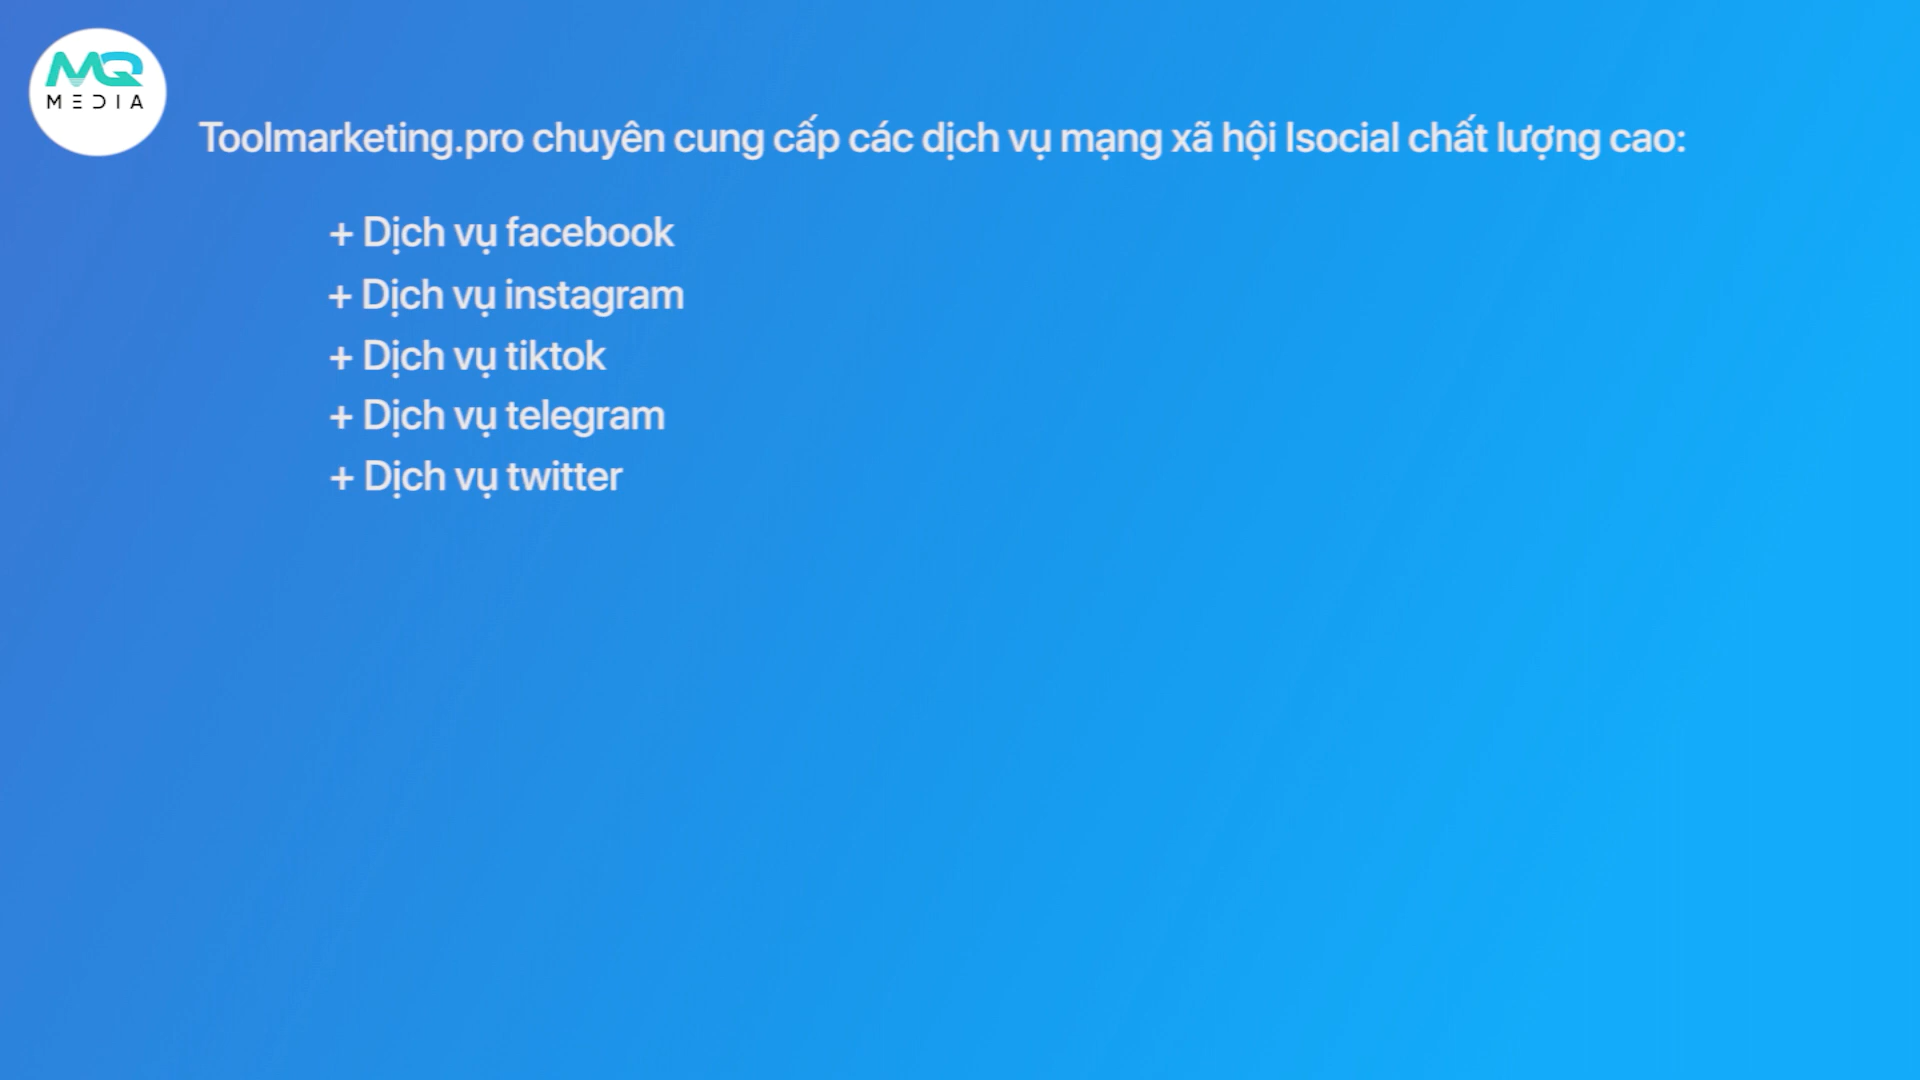 MQ
MEDIA
Toolmarketing.pro chuyên cung cấp các dịch vụ mạng xã hội Isocial chất lượng cao:
+ Dịch vụ facebook
+ Dịch vụ instagram
+ Dịch vụ tiktok
+ Dịch vụ telegram
+ Dịch vụ twitter